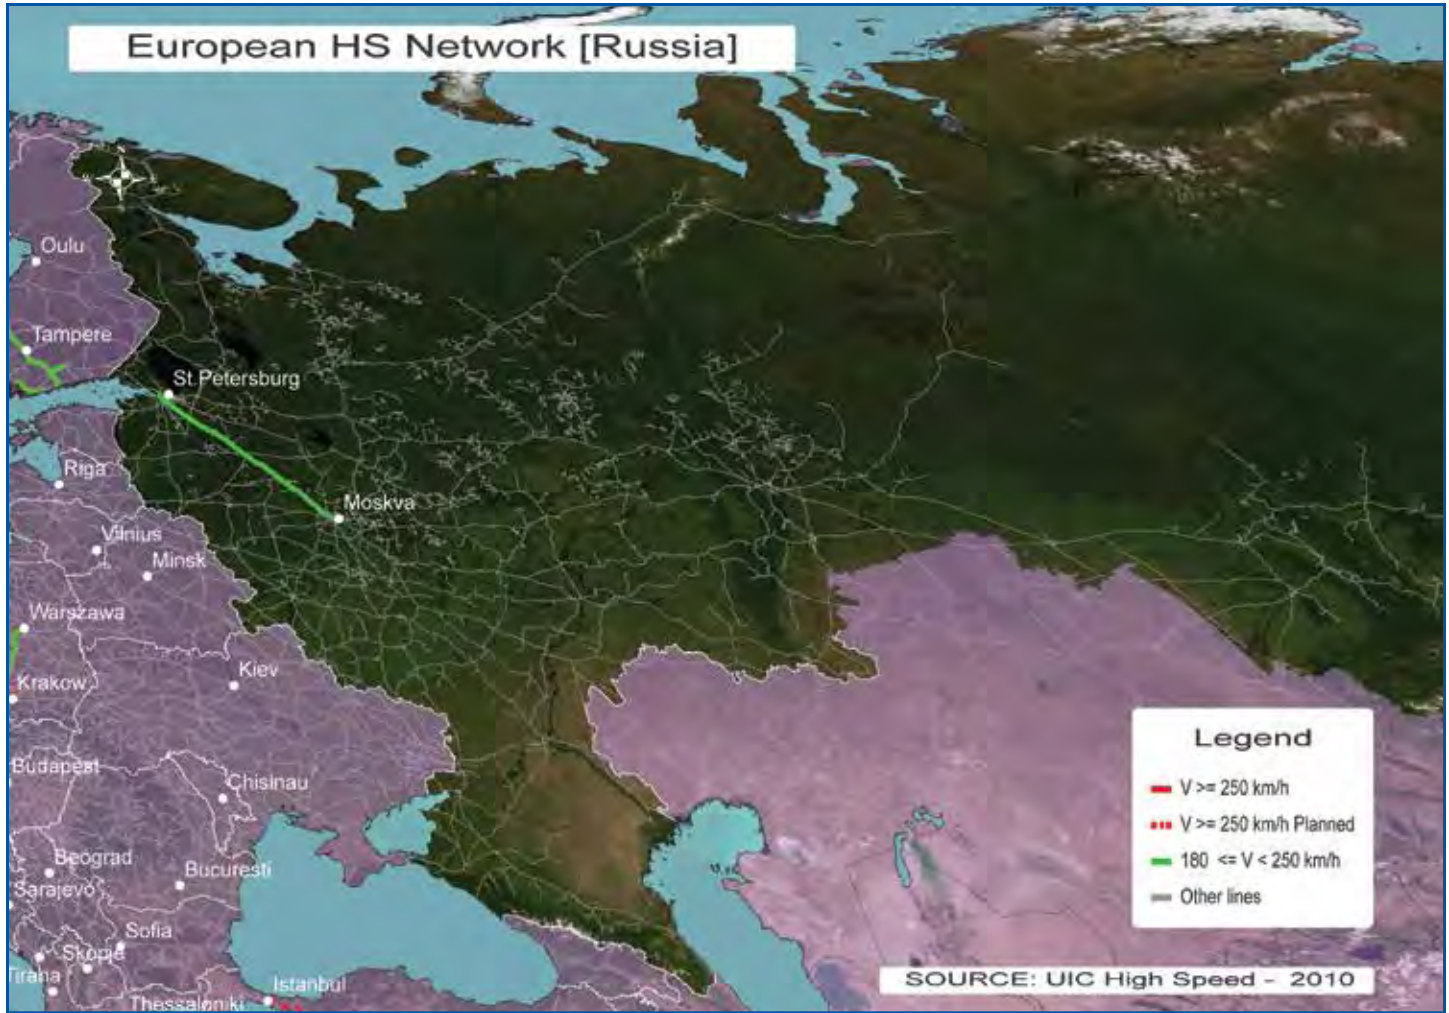 European HS Network [Russia]
Oulu
Tampere
St.Petersburg
Riga
Moskva
Vilnius
Minsk
Warszawa
Kiev
Krakow
Legend
Budapest
Chisinau
V >= 250 km/h
V >= 250 km/h Planned
Beograd
180 <= V < 250 km/h
Bucuresti
Sarajevo
Other lines
Sofia
Skopje
Tiraha
Istanbul
SOURCE: UIC High Speed - 2010
Thessaloniki